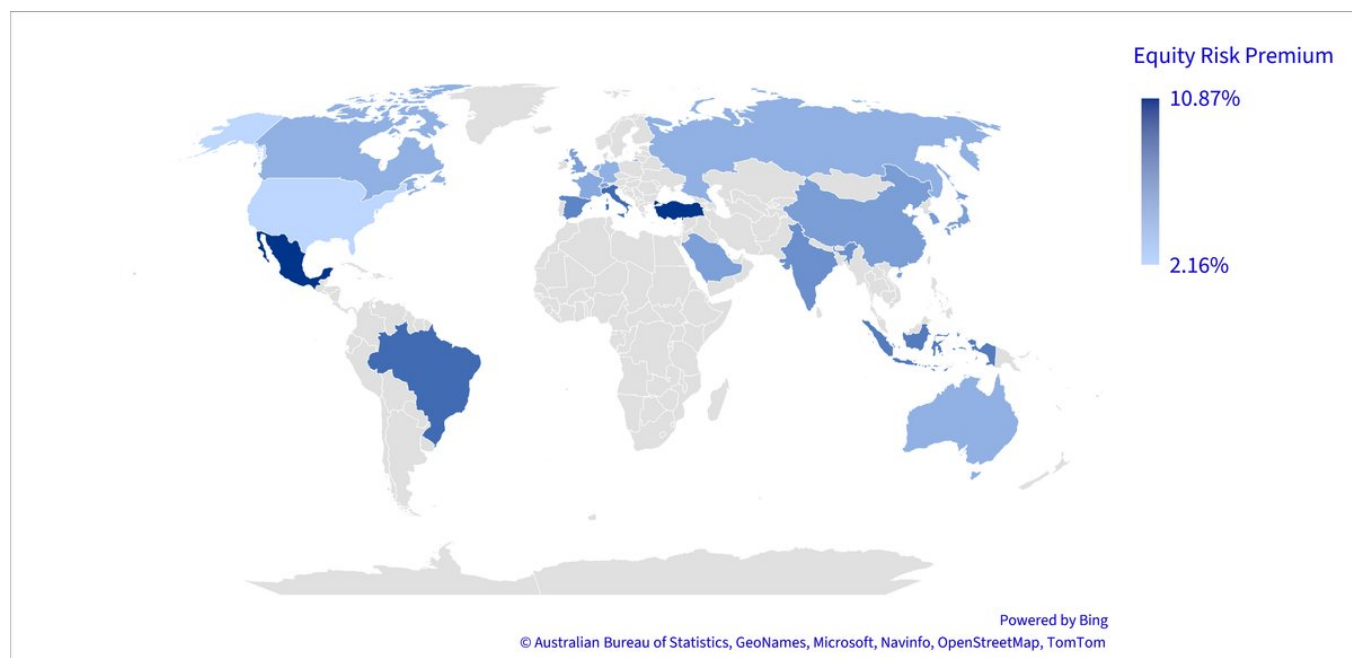 Equity Risk Premium
10.87%
2.16%
Powered by Bing
© Australian Bureau of Statistics, GeoNames, Microsoft, Navinfo, OpenStreetMap, TomTom